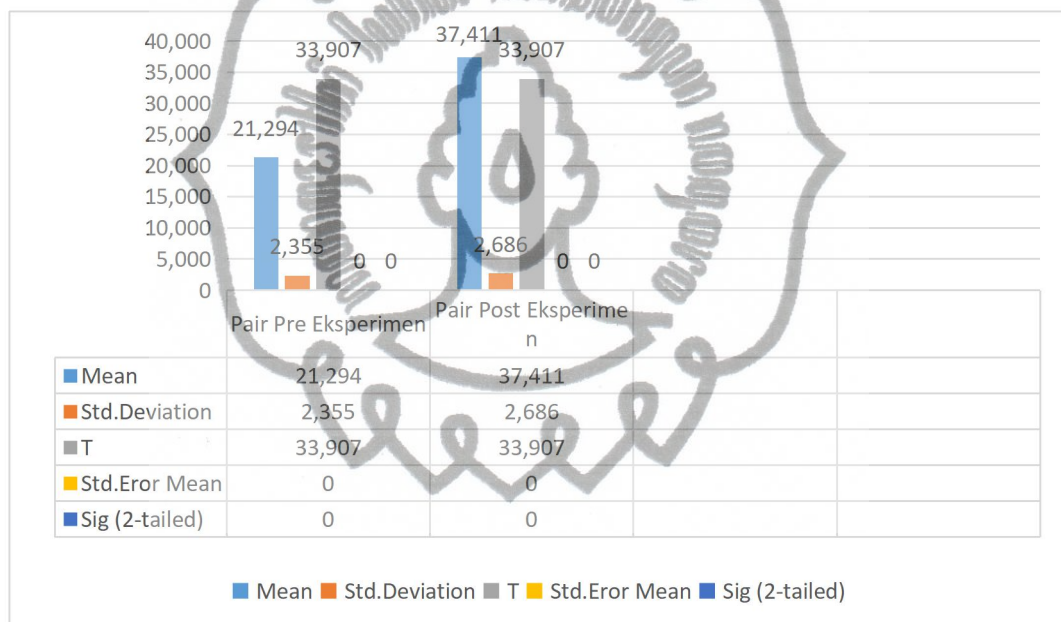 40,000
35,000
30,000
25,000
20,000
15,000
10,000
5,000
0
21,294
2,355
33,907
0 0
37,411
2,686
33,907
0 0
Pair Pre Eksperimen
Pair Post Eksperime
n
Mean 21,294 37,411
Std.Deviation 2,355 2,686
T 33,907 33,907
Std.Eror Mean 0 0
Sig (2-tailed) 0 0
Mean Std.Deviation T Std.Eror Mean Sig (2-tailed)